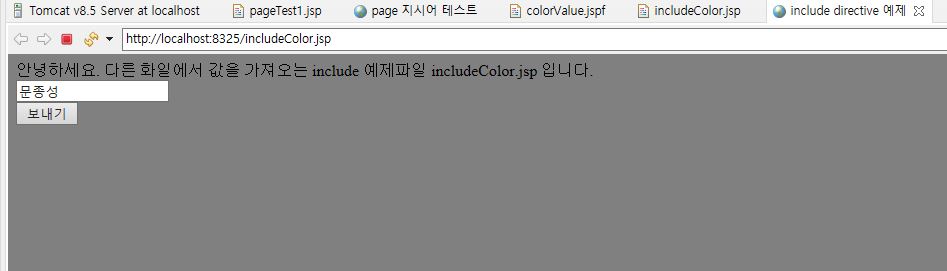 Tomcat v8.5 Server at localhost pageTest1.jsp page 지시어 테스트 colorValue.jspf includeColor.jsp include directive 예제
http://localhost:8325/includeColor.jsp
안녕하세요. 다른 화일에서 값을 가져오는 include 예제파일 includeColor.jsp 입니다.
문종성
보내기